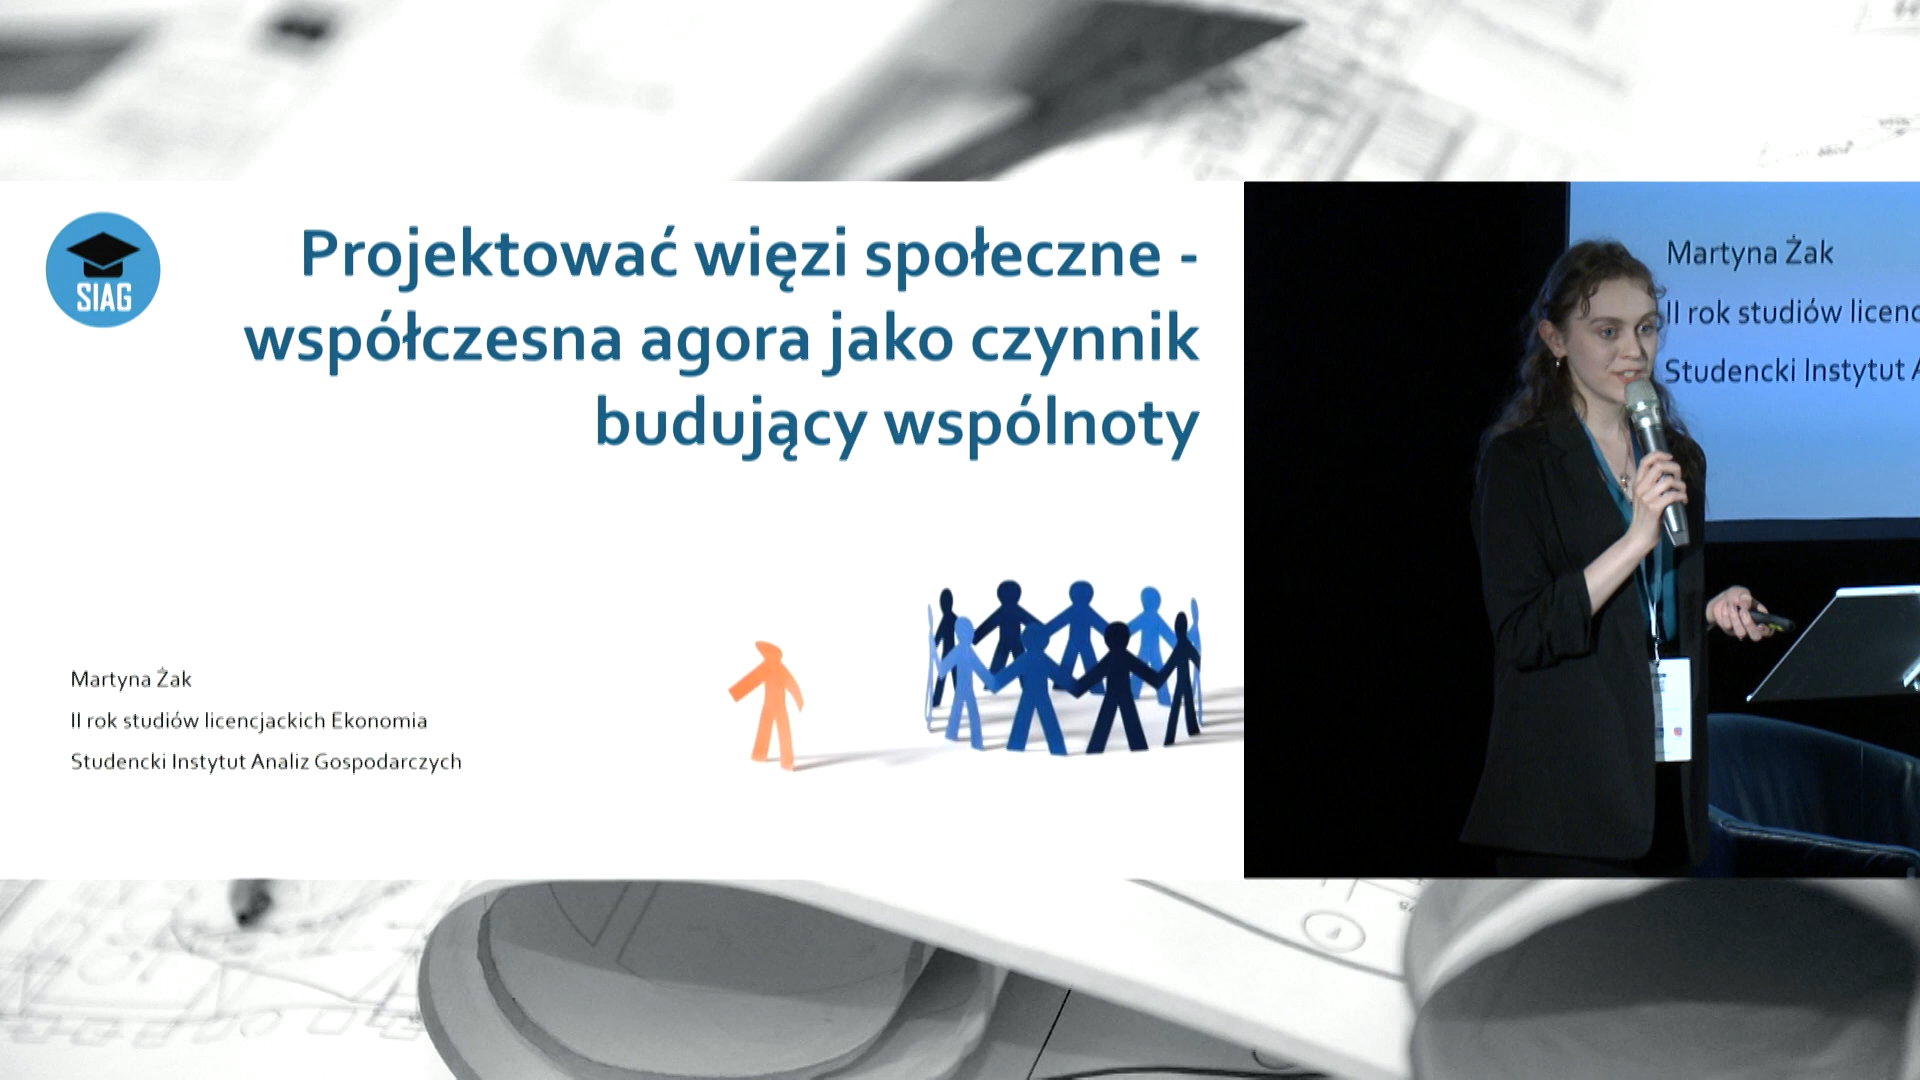 SIAG
Projektować więzi społeczne -
współczesna agora jako czynnik
budujący wspólnoty
Martyna Żak
II rok studiów licencjackich Ekonomia
Studencki Instytut Analiz Gospodarczych
Martyna Żak
II rok studiów licenc
Studencki Instytut A